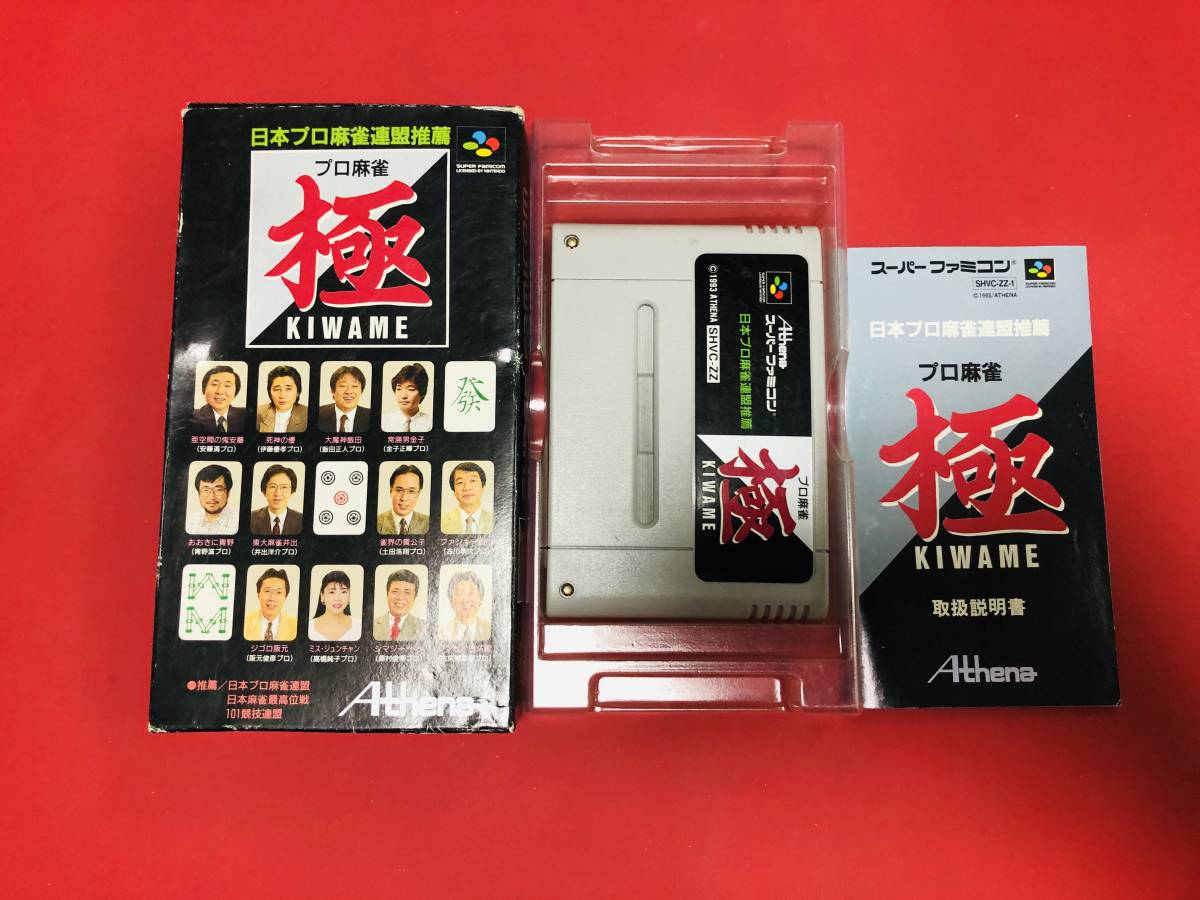 日本プロ麻雀連盟推薦
SUPER FAMICOM
LICENSED BY NINTENDO
プロ麻雀
極
KIWAME
發
亜空間の鬼安藤
(安藤満プロ)
死神の優
(伊藤優孝プロ)
大魔神飯田
(飯田正人プロ)
常勝男金子
(金子正輝プロ)
おおきに青野
(青野滋プロ)
東大麻雀井出
(井出洋介プロ)
雀界の貴公子
(土田浩翔プロ)
ジゴロ阪元
(阪元俊彦プロ)
ミス・ジュンチャン
(高橋純子プロ)
●推薦/日本プロ麻雀連盟
日本麻雀最高位戦
101競技連盟
Athena
Athena
スーパーファミコン®
日本プロ麻雀連盟推薦
© 1993 ATHENA
SHVC-ZZ
プロ麻雀
極
KIWAME
スーパーファミコン®
SHVC-ZZ-1
© 1993/ATHENA
SUPER FAMICOM
日本プロ麻雀連盟推薦
プロ麻雀
極
KIWAME
取扱説明書
Athena